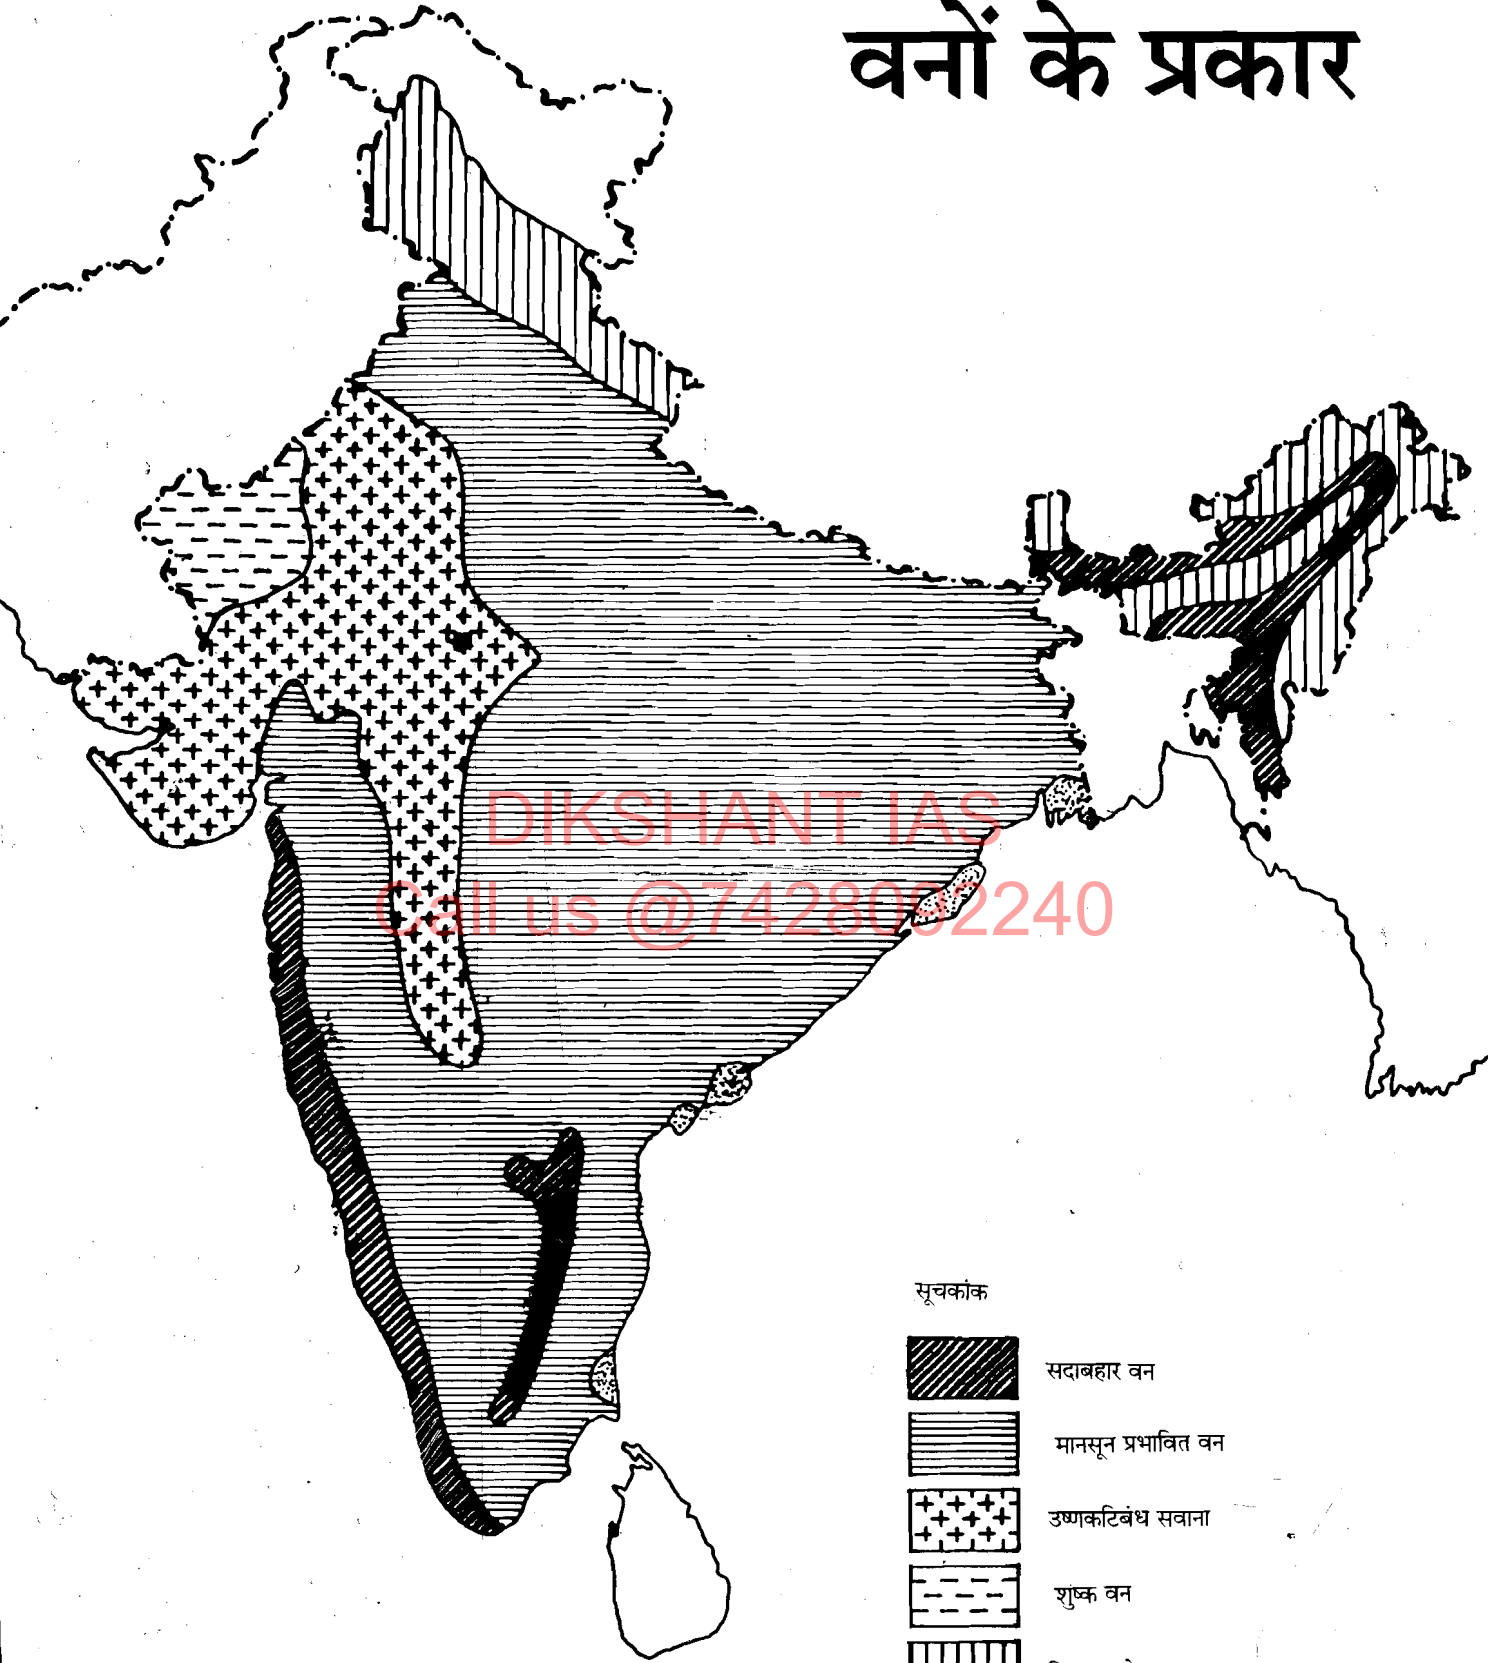 वनों के प्रकार
DIKSHANT IAS
Call us @7428092240
सूचकांक
सदाबहार वन
मानसून प्रभावित वन
उष्णकटिबंध सवाना
शुष्क वन